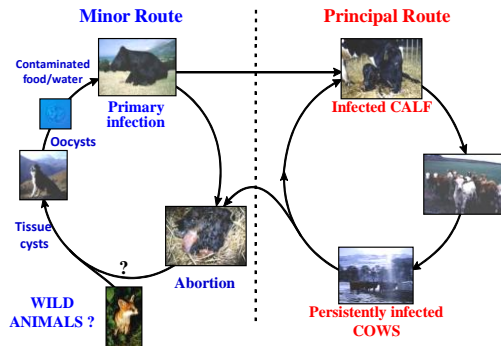 Minor Route
Principal Route
Contaminated
food/water
Primary
infection
Infected CALF
Oocysts
Tissue
cysts
?
Abortion
WILD
ANIMALS ?
Persistently infected
COWS